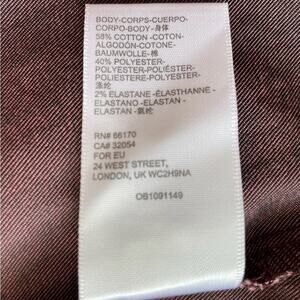 BODY-CORPS-CUERPO-
CORPO-BODY-身体
58% COTTON-COTON-
ALGODÓN-COTONE-
BAUMWOLLE-棉
40% POLYESTER-
POLYESTER-POLIÉSTER-
POLIESTERE-POLYESTER-
涤纶
2% ELASTANE-ÉLASTHANNE-
ELASTANO-ELASTAN-
ELASTAN-氨纶
RN# 66170
CA# 32054
FOR EU
24 WEST STREET,
LONDON, UK WC2H9NA
OB1091149